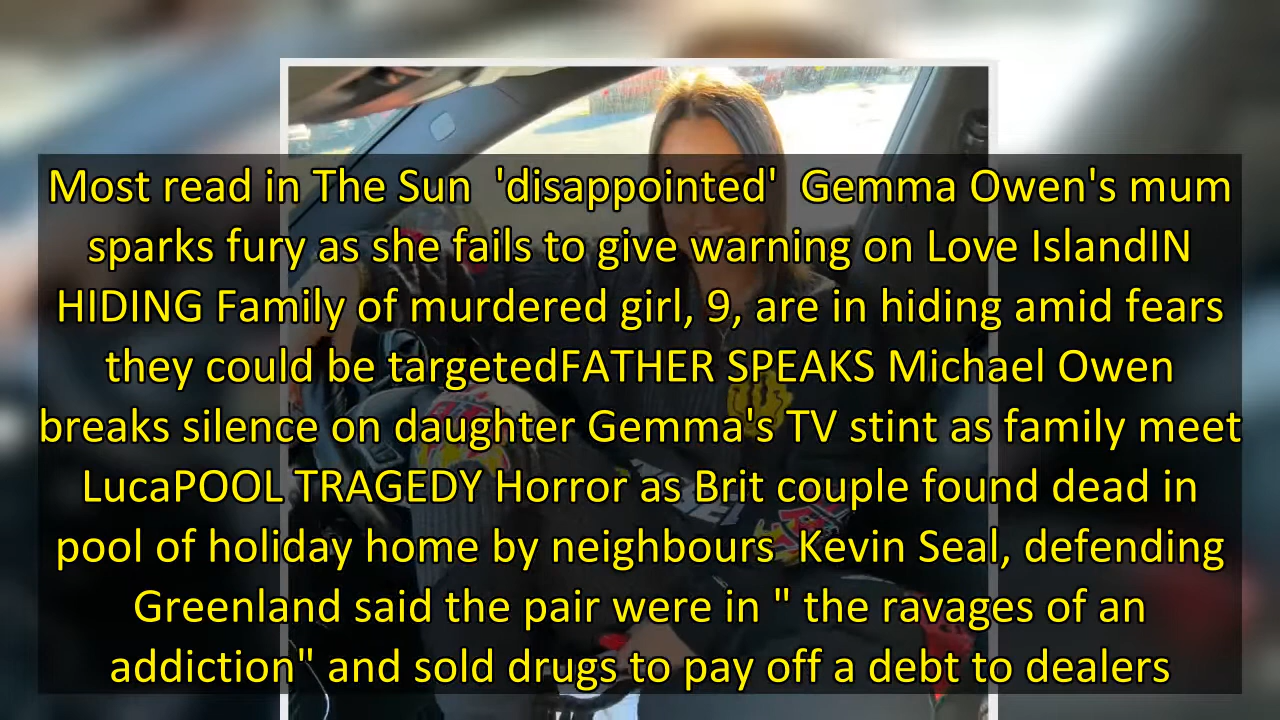 Most read in The Sun 'disappointed' Gemma Owen's mum
sparks fury as she fails to give warning on Love IslandIN
HIDING Family of murdered girl, 9, are in hiding amid fears
they could be targetedFATHER SPEAKS Michael Owen
breaks silence on daughter Gemma's TV stint as family meet
LucaPOOL TRAGEDY Horror as Brit couple found dead in
pool of holiday home by neighbours Kevin Seal, defending
Greenland said the pair were in " the ravages of an
addiction" and sold drugs to pay off a debt to dealers